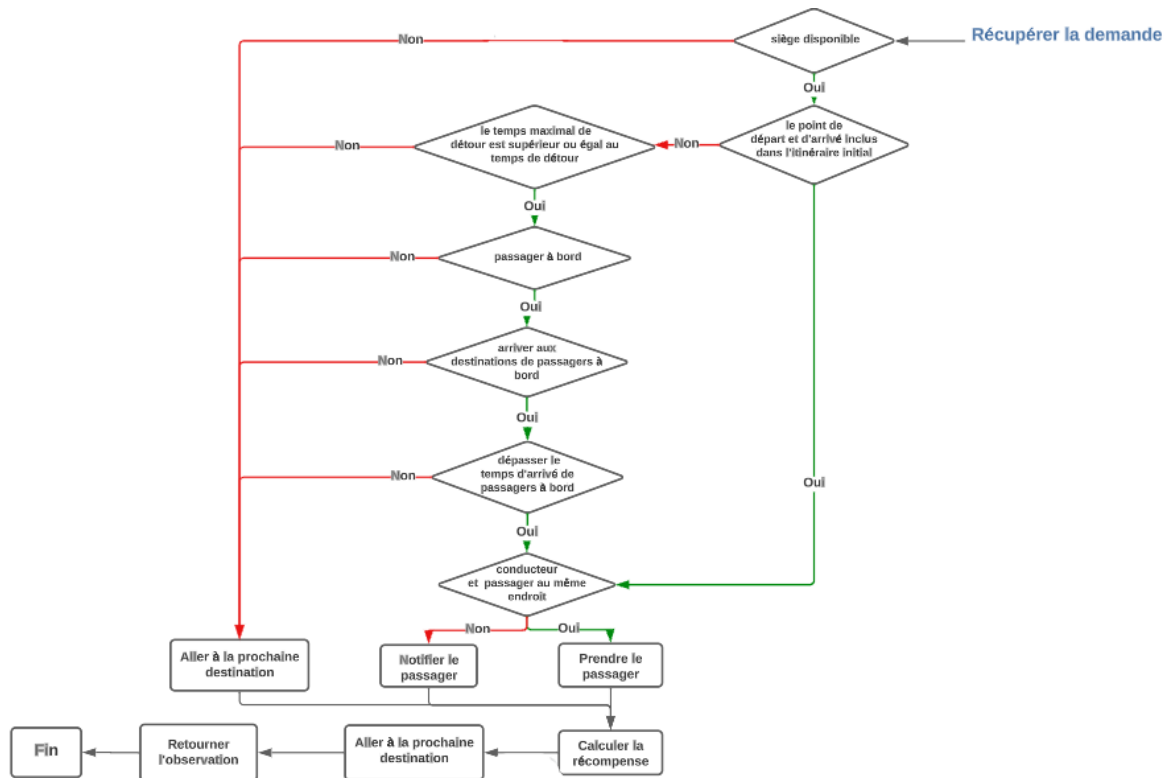 Non
siège disponible
Récupérer la demande
Oui
le temps maximal de
détour est supérieur ou égal au
temps de détour
le point de
départ et d'arrivé inclus
dans l'itinéraire initial
Non
Non
Oui
passager à bord
Non
Oui
arriver aux
destinations de passagers à
bord
Non
Oui
dépasser le
temps d'arrivé de
passagers à bord
Non
Oui
Oui
conducteur
et passager au même
endroit
Non
Oui
Aller à la prochaine
destination
Notifier le
passager
Prendre le
passager
Fin
Retourner
l'observation
Aller à la prochaine
destination
Calculer la
récompense